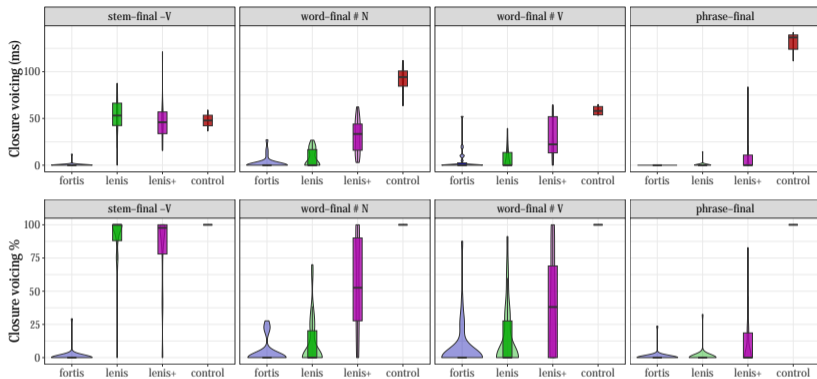 stem−final −V word−final # N word−final # V phrase−final
Closure voicing (ms)
100
50
0
fortis lenis lenis+ control fortis lenis lenis+ control fortis lenis lenis+ control fortis lenis lenis+ control
stem−final −V word−final # N word−final # V phrase−final
Closure voicing %
100
75
50
25
0
fortis lenis lenis+ control fortis lenis lenis+ control fortis lenis lenis+ control fortis lenis lenis+ control